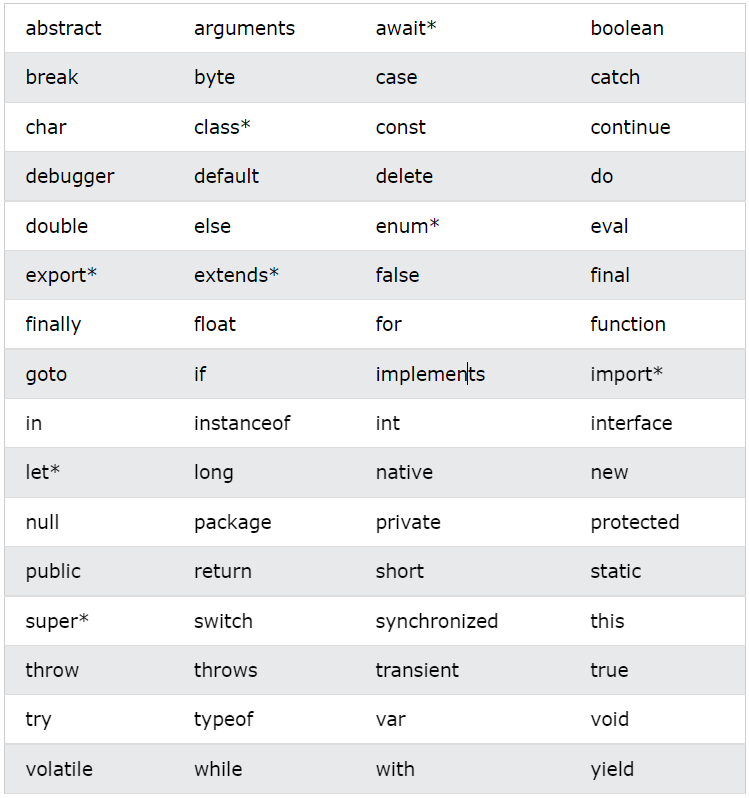 abstract arguments await* boolean
break byte case catch
char class* const continue
debugger default delete do
double else enum* eval
export* extends* false final
finally float for function
goto if implements import*
in instanceof int interface
let* long native new
null package private protected
public return short static
super* switch synchronized this
throw throws transient true
try typeof var void
volatile while with yield